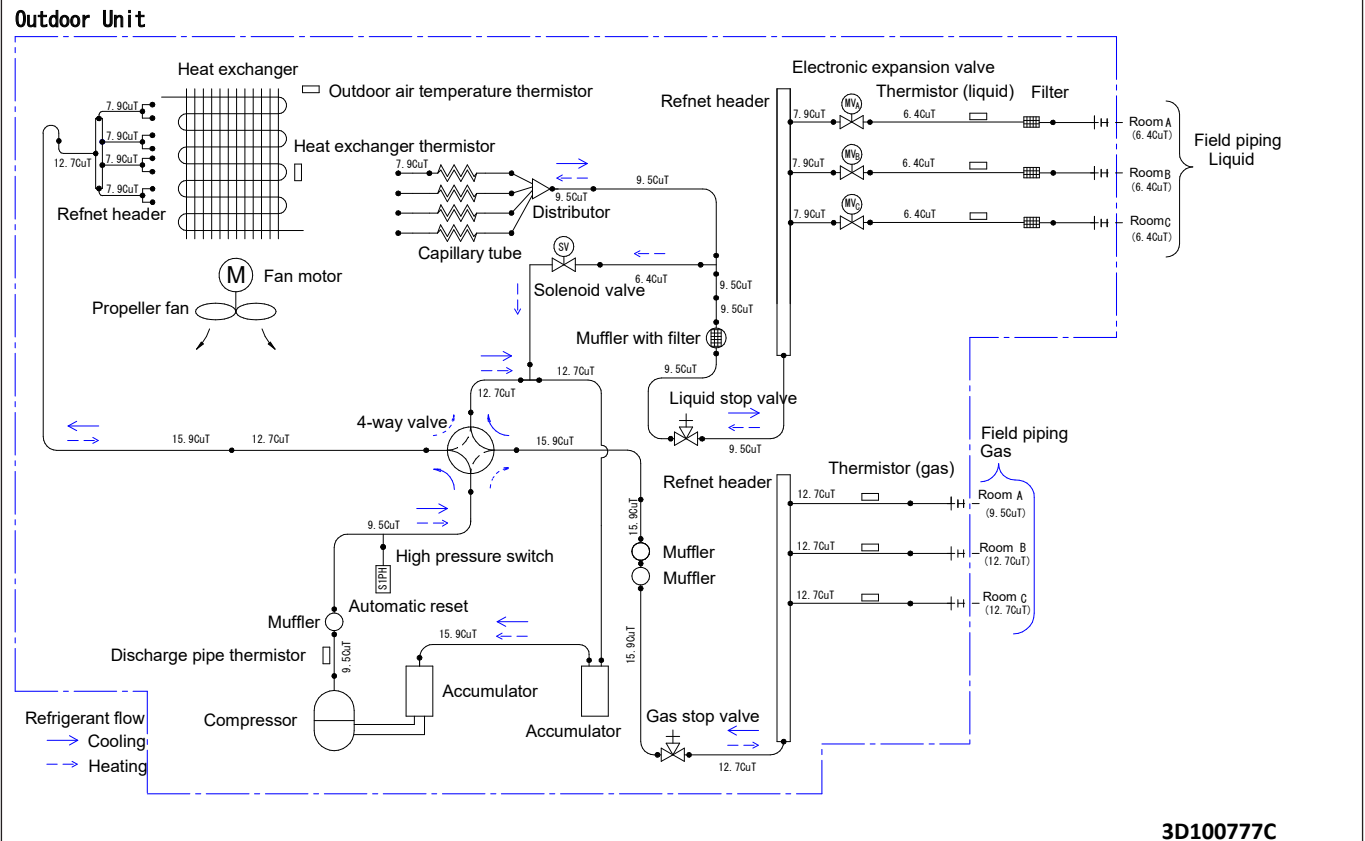 Outdoor Unit
Heat exchanger
Outdoor air temperature thermistor
Heat exchanger thermistor
7.9CuT
7.9CuT
7.9CuT
7.9CuT
12.7CuT
Refnet header
M
Fan motor
Propeller fan
7.9CuT
Capillary tube
Distributor
9.5CuT
9.5CuT
SV
Solenoid valve
6.4CuT
9.5CuT
9.5CuT
Muffler with filter
9.5CuT
Liquid stop valve
9.5CuT
Refnet header
Electronic expansion valve
Thermistor (liquid)
Filter
7.9CuT
MVA
6.4CuT
Room A
(6.4CuT)
7.9CuT
MVB
6.4CuT
Room B
(6.4CuT)
7.9CuT
MVC
6.4CuT
Room C
(6.4CuT)
Field piping
Liquid
12.7CuT
12.7CuT
4-way valve
15.9CuT
12.7CuT
15.9CuT
9.5CuT
High pressure switch
S1PH
Automatic reset
Muffler
Discharge pipe thermistor
9.5CuT
Compressor
15.9CuT
Accumulator
Accumulator
15.9CuT
Muffler
Muffler
15.9CuT
Gas stop valve
12.7CuT
Refnet header
Thermistor (gas)
Field piping
Gas
12.7CuT
Room A
(9.5CuT)
12.7CuT
Room B
(12.7CuT)
12.7CuT
Room C
(12.7CuT)
Refrigerant flow
Cooling
Heating
3D100777C